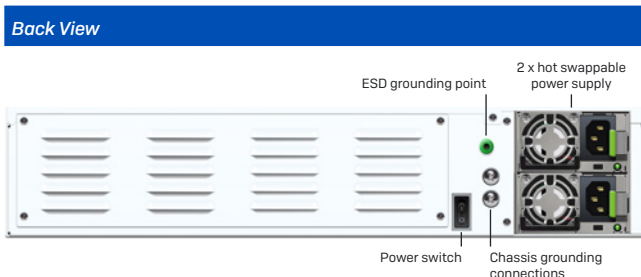 Back View
2 x hot swappable
power supply
ESD grounding point
Power switch
Chassis grounding
connections